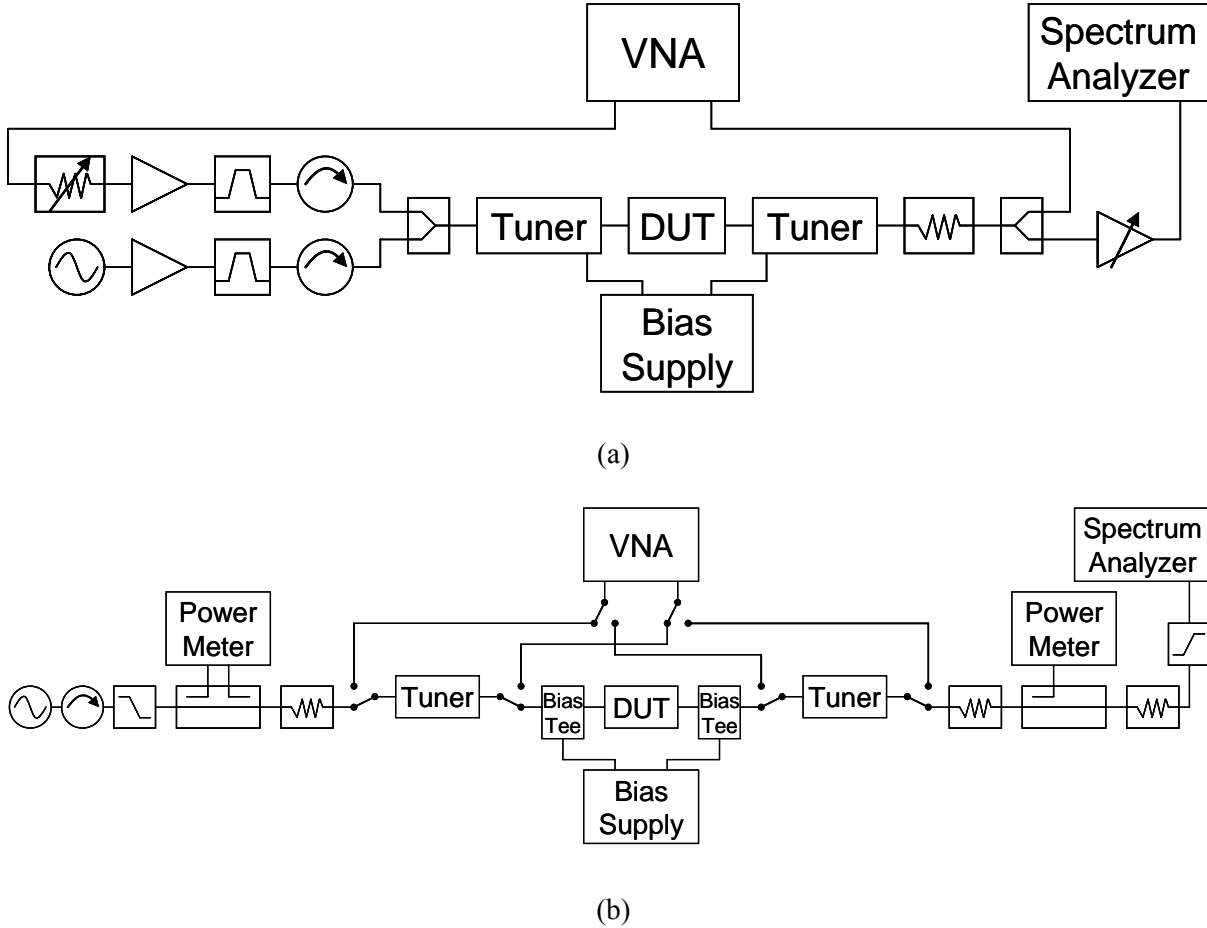 VNA
Spectrum
Analyzer
Tuner
DUT
Tuner
Bias
Supply
(a)
VNA
Spectrum
Analyzer
Power
Meter
Power
Meter
Tuner
Bias
Tee
DUT
Bias
Tee
Tuner
Bias
Supply
(b)